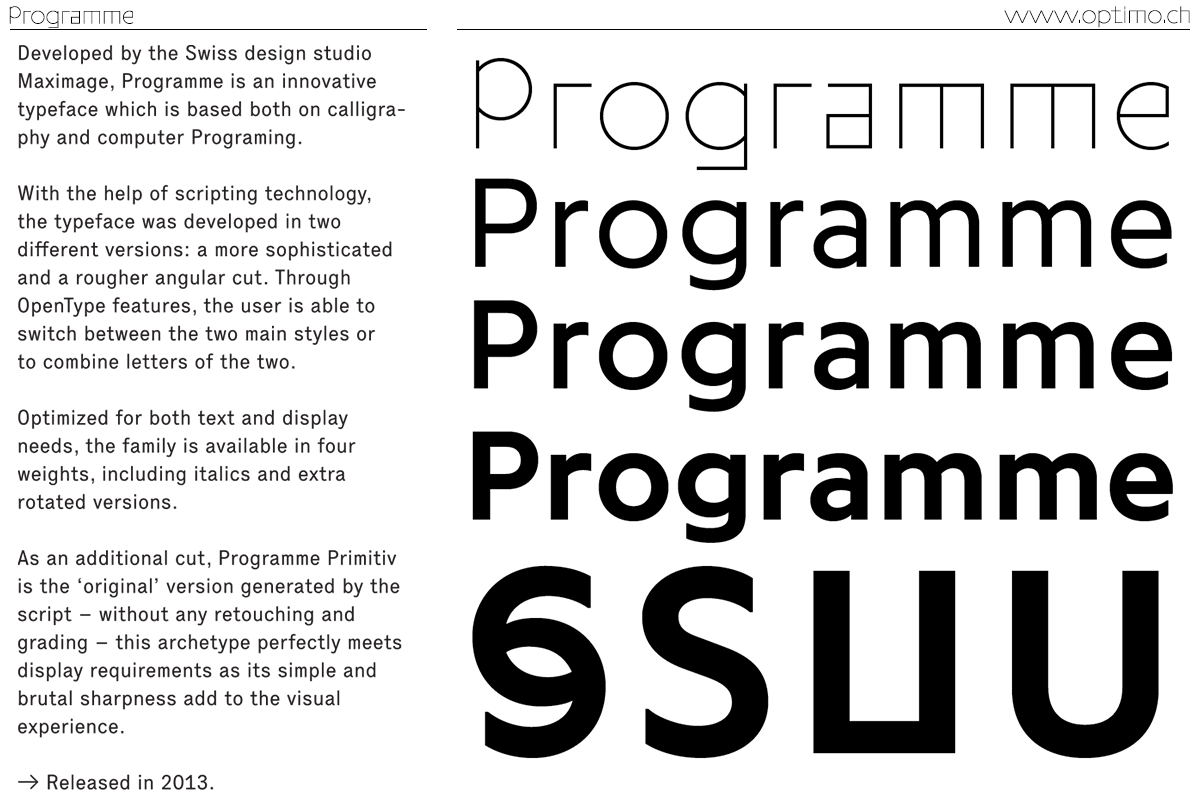 Programme
www.optimo.ch
Developed by the Swiss design studio
Maximage, Programme is an innovative
typeface which is based both on calligra-
phy and computer Programing.
With the help of scripting technology,
the typeface was developed in two
different versions: a more sophisticated
and a rougher angular cut. Through
OpenType features, the user is able to
switch between the two main styles or
to combine letters of the two.
Optimized for both text and display
needs, the family is available in four
weights, including italics and extra
rotated versions.
As an additional cut, Programme Primitiv
is the ‘original’ version generated by the
script – without any retouching and
grading – this archetype perfectly meets
display requirements as its simple and
brutal sharpness add to the visual
experience.
→ Released in 2013.
Programme
Programme
Programme
Programme
SSUU